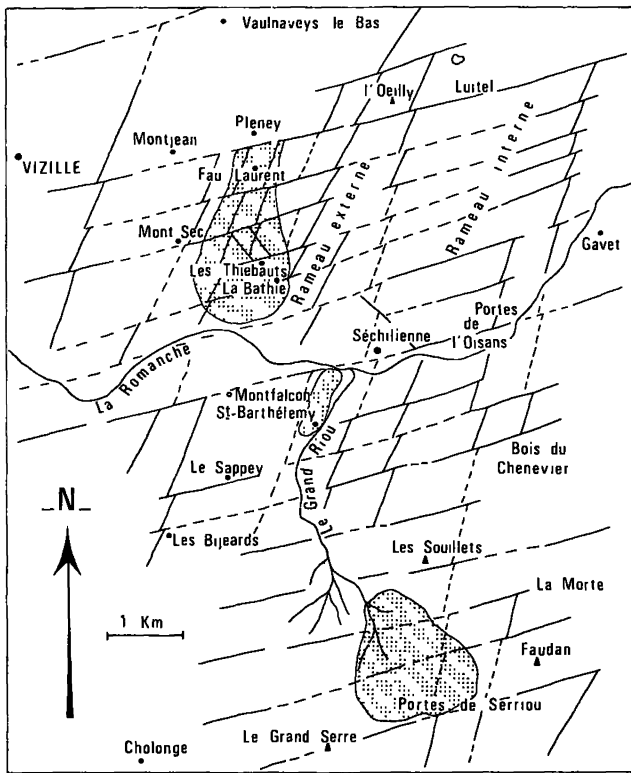 Vaulnaveys le Bas
l'Oeilly
Luitel
Pleney
Montjean
VIZILLE
Fau Laurent
Rameau externe
Rameau interne
Mont Sec
Gavet
Les Thiebauts
La Bathie
Portes
de
l'Oisans
Séchilienne
La Romanche
Montfalcon
St-Barthélemy
Le Grand Riou
Bois du
Chenevier
Le Sappey
N
Les Bijeards
Les Souillets
La Morte
1 Km
Faudan
Portes de Serriou
Le Grand Serre
Cholonge